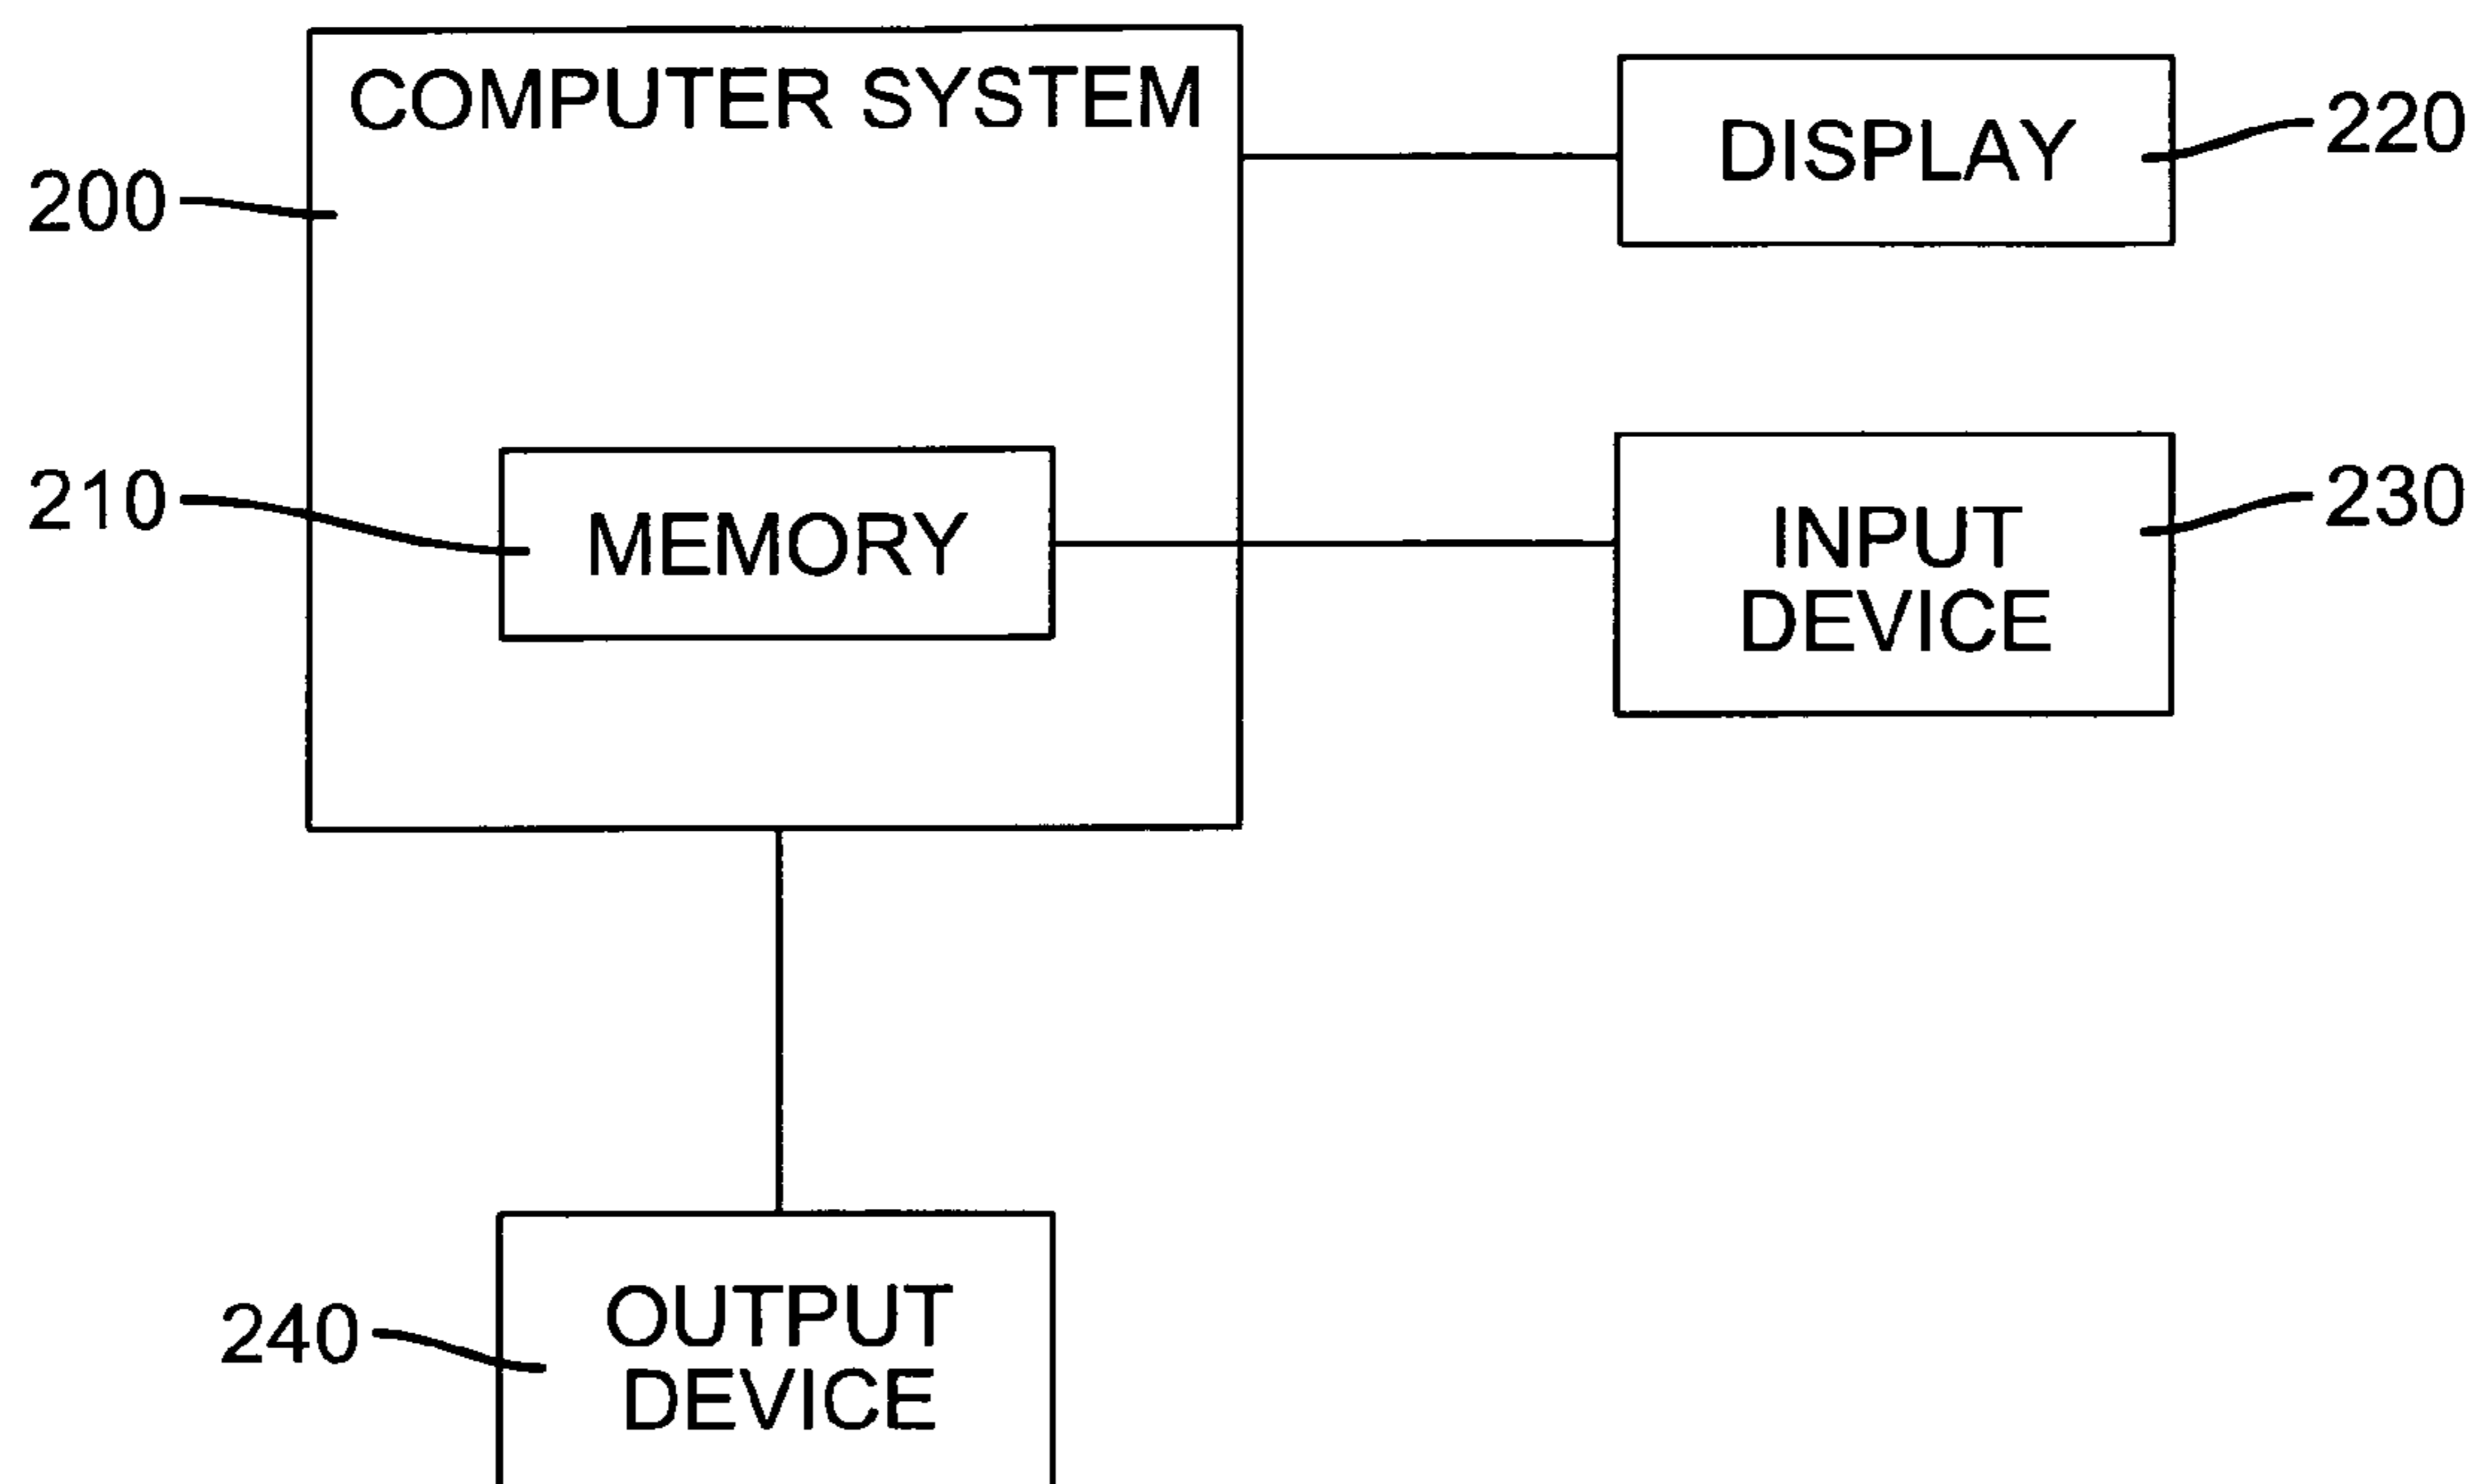 COMPUTER SYSTEM
200
DISPLAY
220
210
MEMORY
INPUT
DEVICE
230
240
OUTPUT
DEVICE